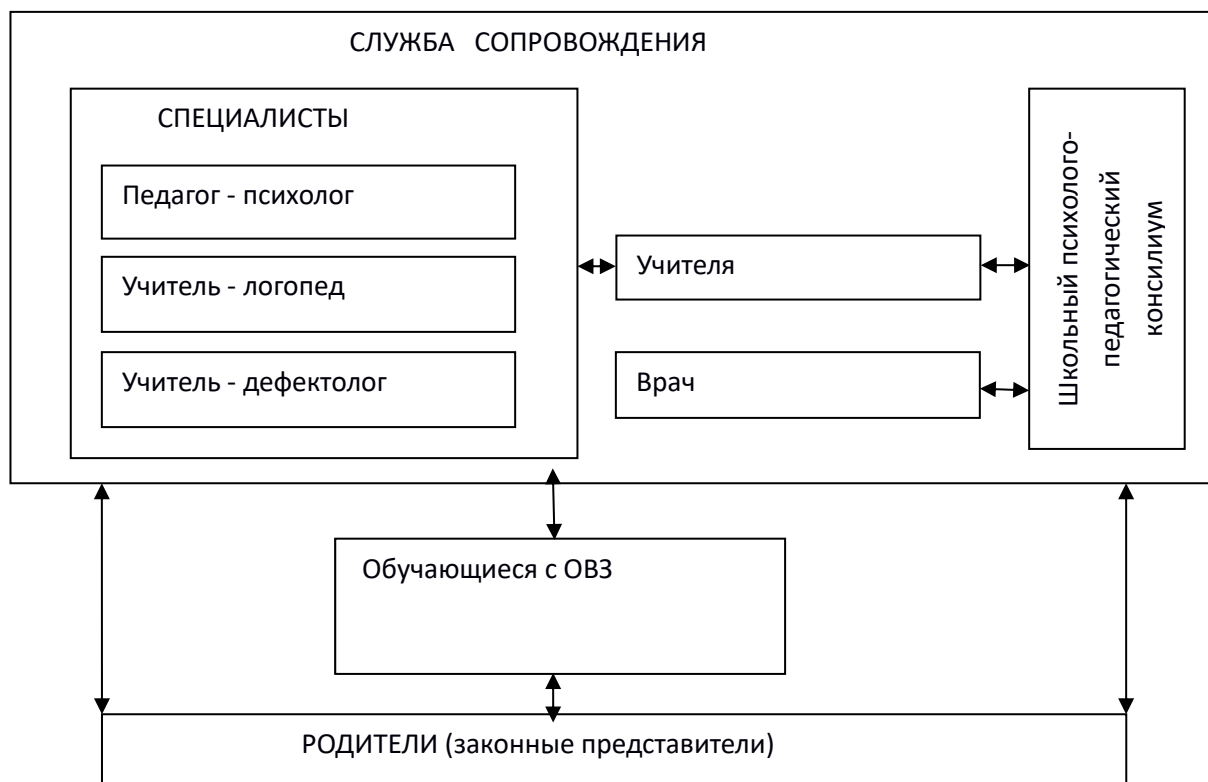 СЛУЖБА СОПРОВОЖДЕНИЯ
СПЕЦИАЛИСТЫ
Педагог - психолог
Учитель - логопед
Учитель - дефектолог
Учителя
Врач
Школьный психолого-
педагогический
консилиум
Обучающиеся с ОВЗ
РОДИТЕЛИ (законные представители)